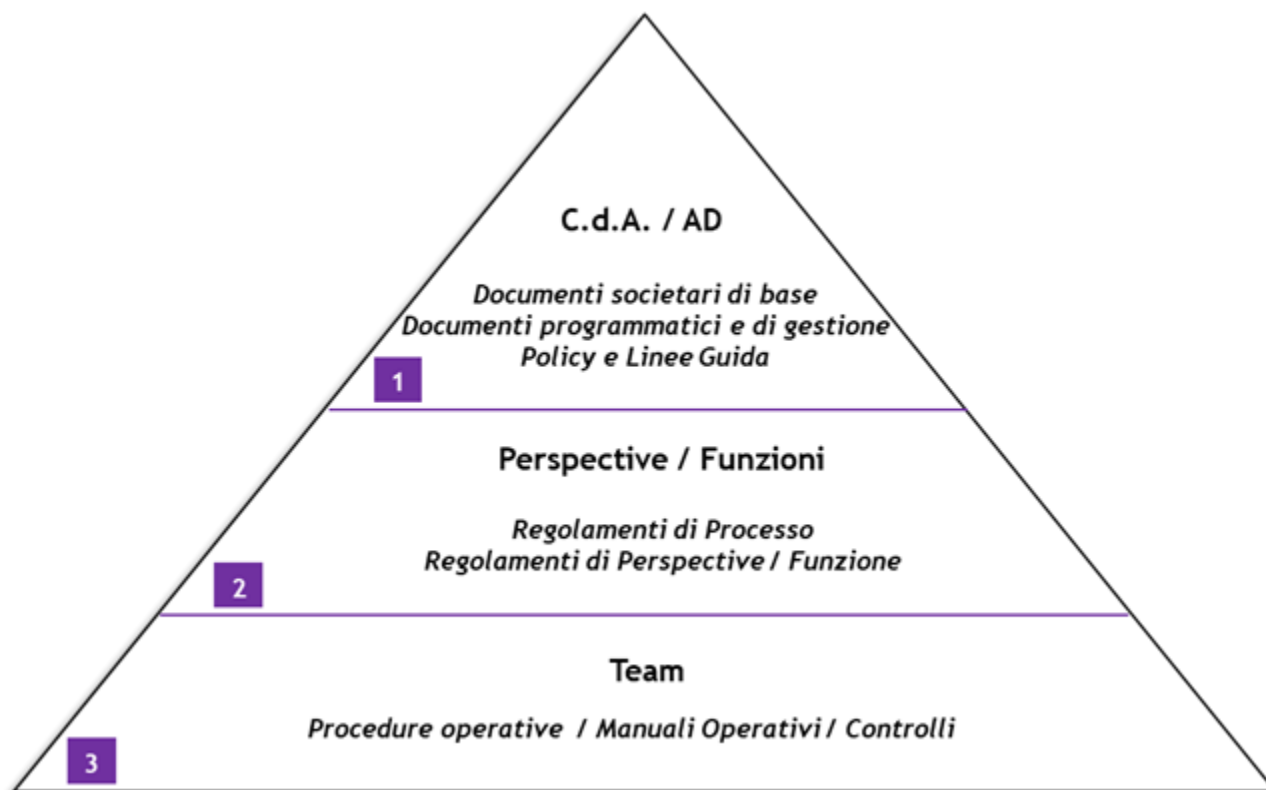 C.d.A. / AD
Documenti societari di base
Documenti programmatici e di gestione
Policy e Linee Guida
1
Perspective / Funzioni
Regolamenti di Processo
Regolamenti di Perspective / Funzione
2
Team
Procedure operative / Manuali Operativi / Controlli
3